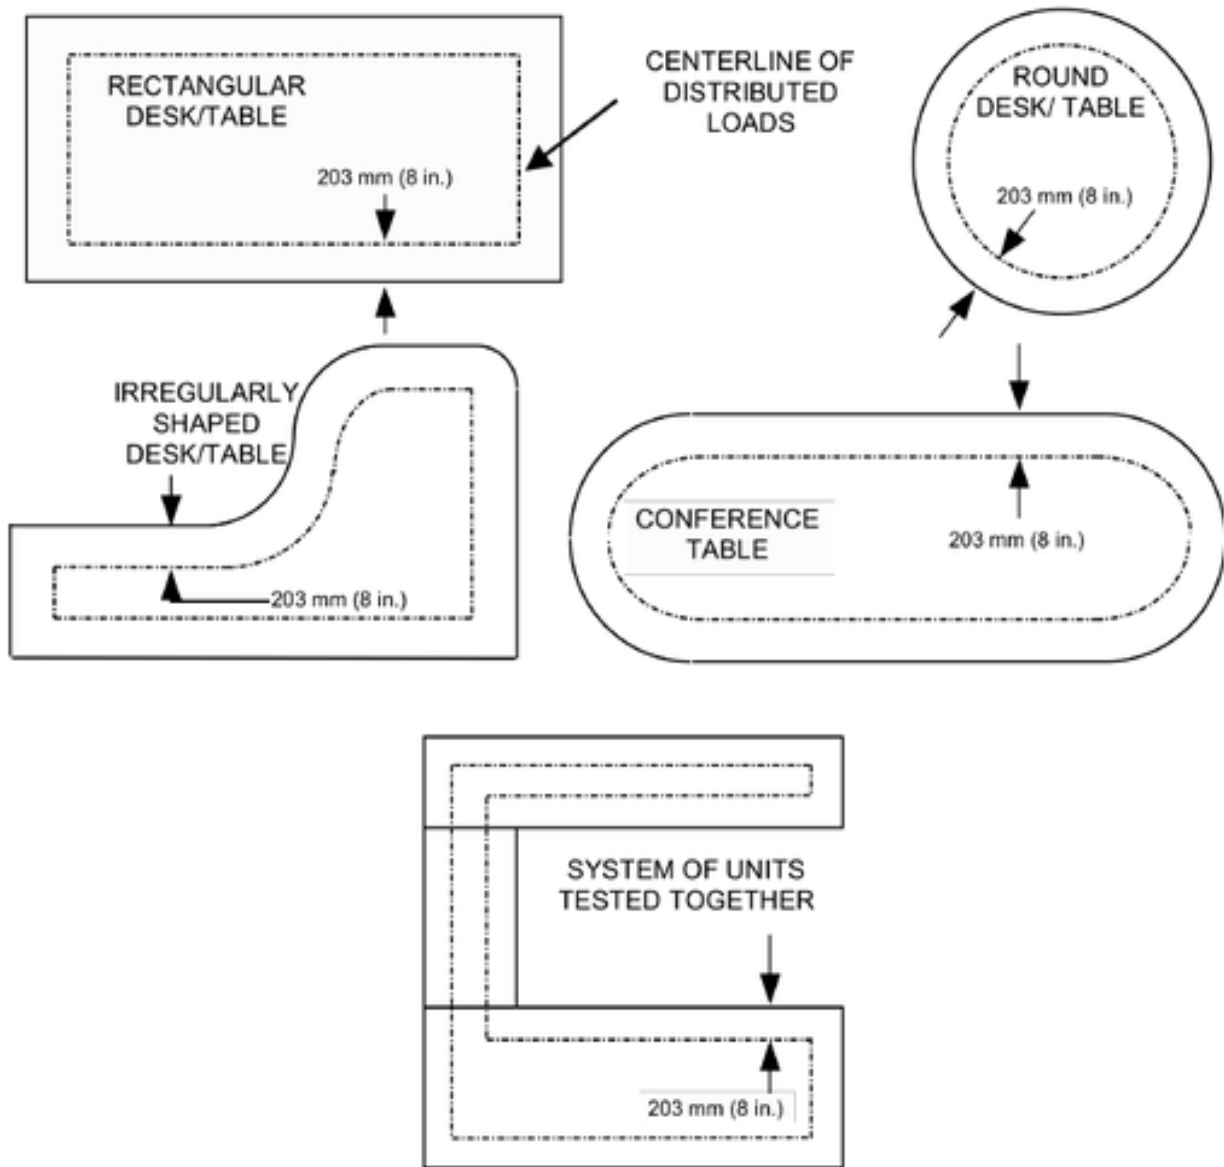 RECTANGULAR
DESK/TABLE
203 mm (8 in.)
CENTERLINE OF
DISTRIBUTED
LOADS
ROUND
DESK/ TABLE
203 mm (8 in.)
IRREGULARLY
SHAPED
DESK/TABLE
203 mm (8 in.)
CONFERENCE
TABLE
203 mm (8 in.)
SYSTEM OF UNITS
TESTED TOGETHER
203 mm (8 in.)